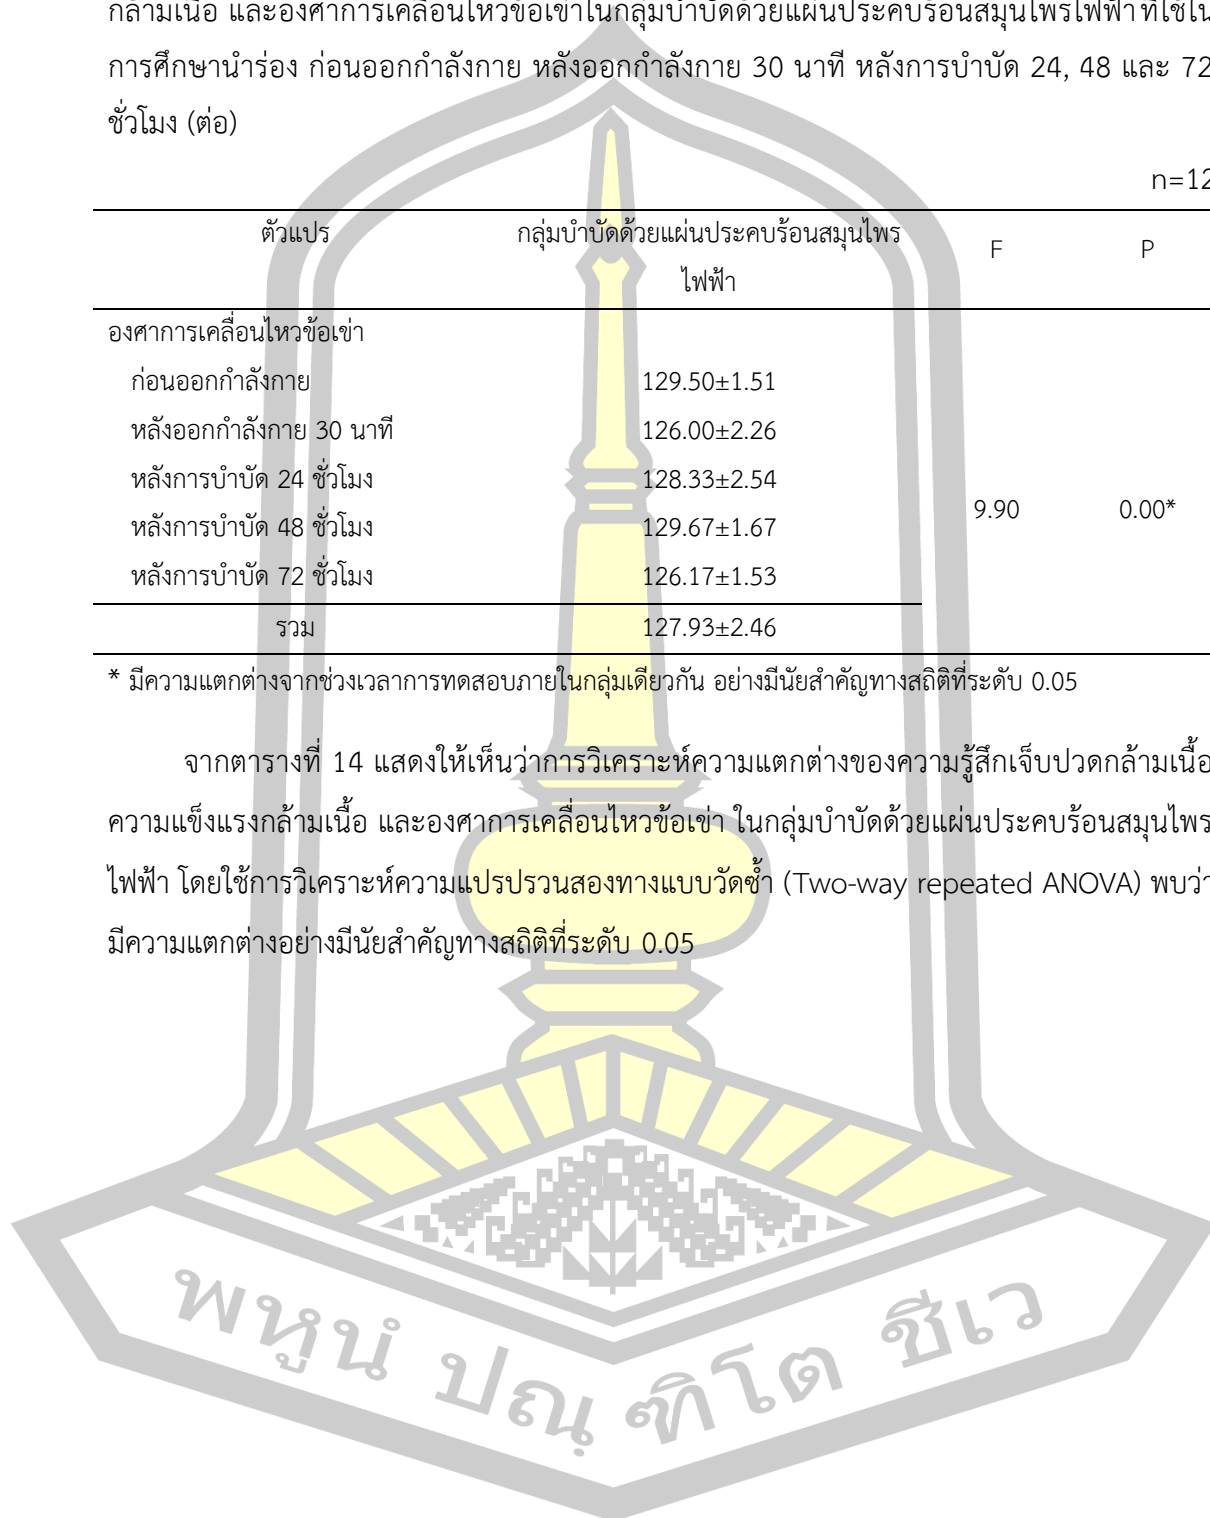 กล้ามเนื้อ และองศาการเคลื่อนไหวข้อเข่าในกลุ่มบำบัดด้วยแผ่นประคบร้อนสมุนไพรไฟฟ้า ที่ใช้ใน
การศึกษานำร่อง ก่อนออกกำลังกาย หลังออกกำลังกาย 30 นาที หลังการบำบัด 24, 48 และ 72
ชั่วโมง (ต่อ)
n=12
ตัวแปร กลุ่มบำบัดด้วยแผ่นประคบร้อนสมุนไพร F P
ไฟฟ้า
องศาการเคลื่อนไหวข้อเข่า
ก่อนออกกำลังกาย 129.50±1.51
หลังออกกำลังกาย 30 นาที 126.00±2.26
หลังการบำบัด 24 ชั่วโมง 128.33±2.54
9.90 0.00*
หลังการบำบัด 48 ชั่วโมง 129.67±1.67
หลังการบำบัด 72 ชั่วโมง 126.17±1.53
รวม 127.93±2.46
* มีความแตกต่างจากช่วงเวลาการทดสอบภายในกลุ่มเดียวกัน อย่างมีนัยสำคัญทางสถิติที่ระดับ 0.05
จากตารางที่ 14 แสดงให้เห็นว่าการวิเคราะห์ความแตกต่างของความรู้สึกเจ็บปวดกล้ามเนื้อ
ความแข็งแรงกล้ามเนื้อ และองศาการเคลื่อนไหวข้อเข่า ในกลุ่มบำบัดด้วยแผ่นประคบร้อนสมุนไพร
ไฟฟ้า โดยใช้การวิเคราะห์ความแปรปรวนสองทางแบบวัดซ้ำ (Two-way repeated ANOVA) พบว่า
มีความแตกต่างอย่างมีนัยสำคัญทางสถิติที่ระดับ 0.05
พหูนํ ปณฺฑิโต ชีเว